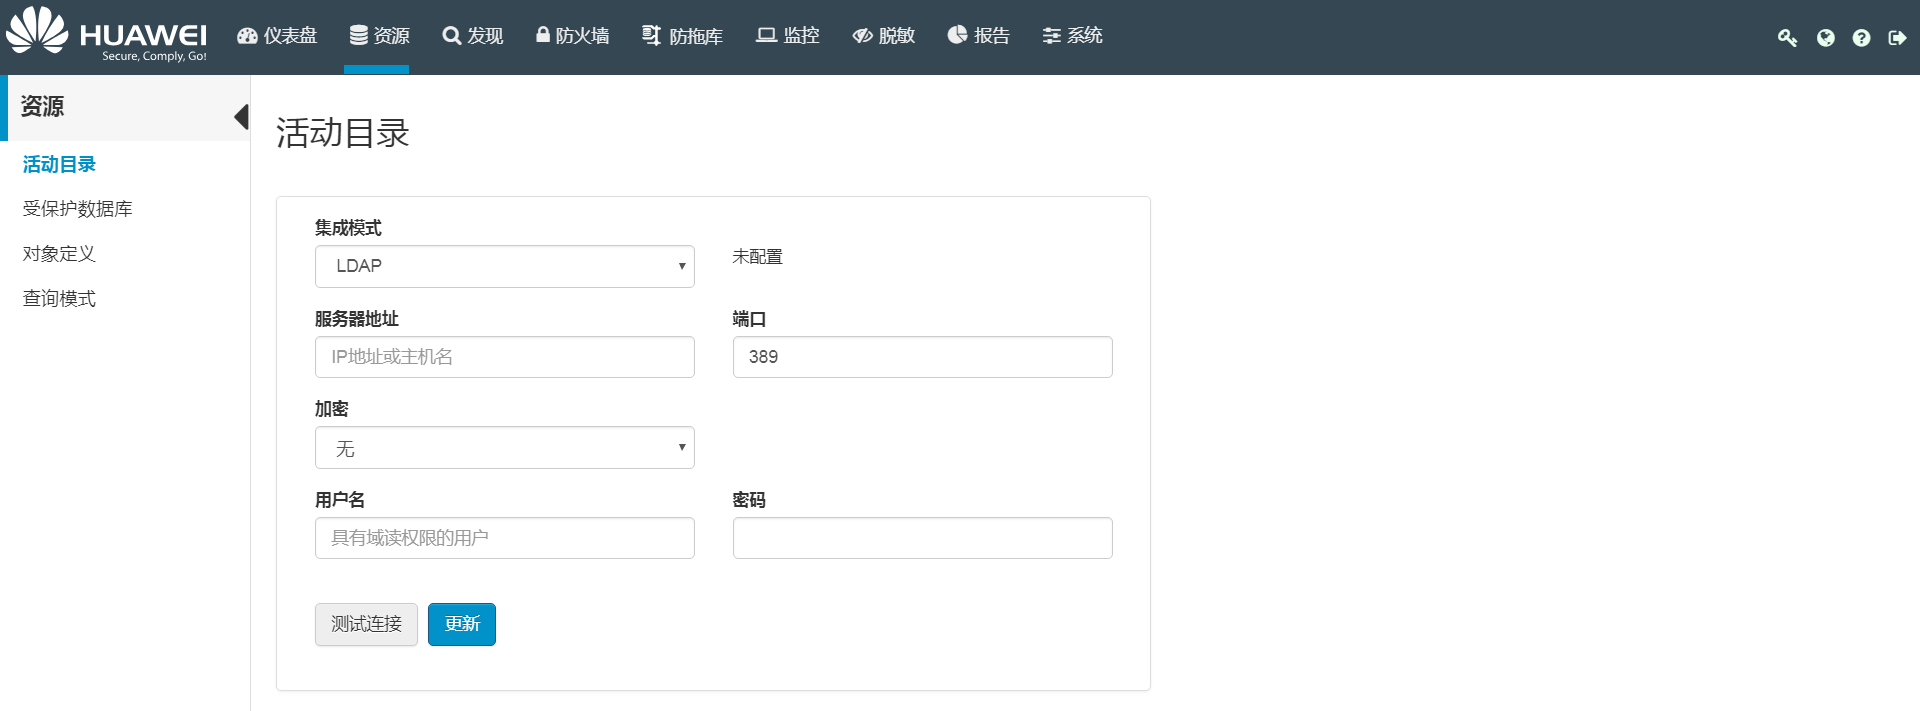 HUAWEI
Secure, Comply, Go!
仪表盘 资源 发现 防火墙 防拖库 监控 脱敏 报告 系统
资源
活动目录
受保护数据库
对象定义
查询模式
活动目录
集成模式
LDAP 未配置
服务器地址 端口
IP地址或主机名 389
加密
无
用户名 密码
具有域读权限的用户
测试连接 更新